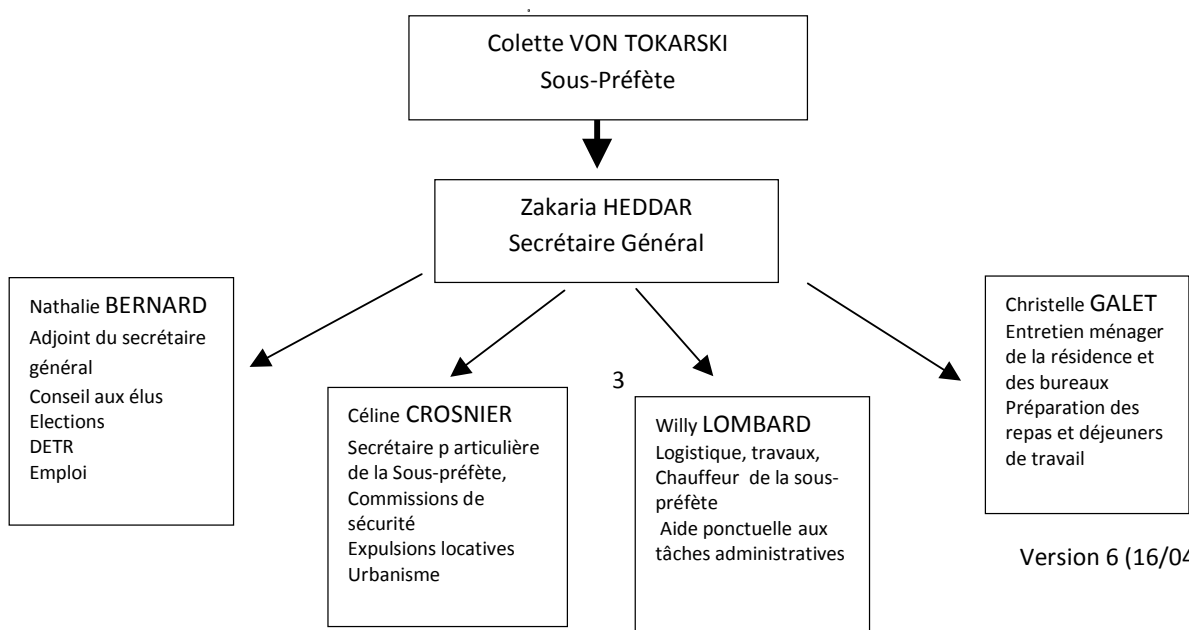 Colette VON TOKARSKI
Sous-Préfète
Zakaria HEDDAR
Secrétaire Général
Nathalie BERNARD
Adjoint du secrétaire
général
Conseil aux élus
Elections
DETR
Emploi
Céline CROSNIER
Secrétaire p articulière
de la Sous-préfète,
Commissions de
sécurité
Expulsions locatives
Urbanisme
3
Willy LOMBARD
Logistique, travaux,
Chauffeur de la sous-
préfète
Aide ponctuelle aux
tâches administratives
Christelle GALET
Entretien ménager
de la résidence et
des bureaux
Préparation des
repas et déjeuners
de travail
Version 6 (16/04